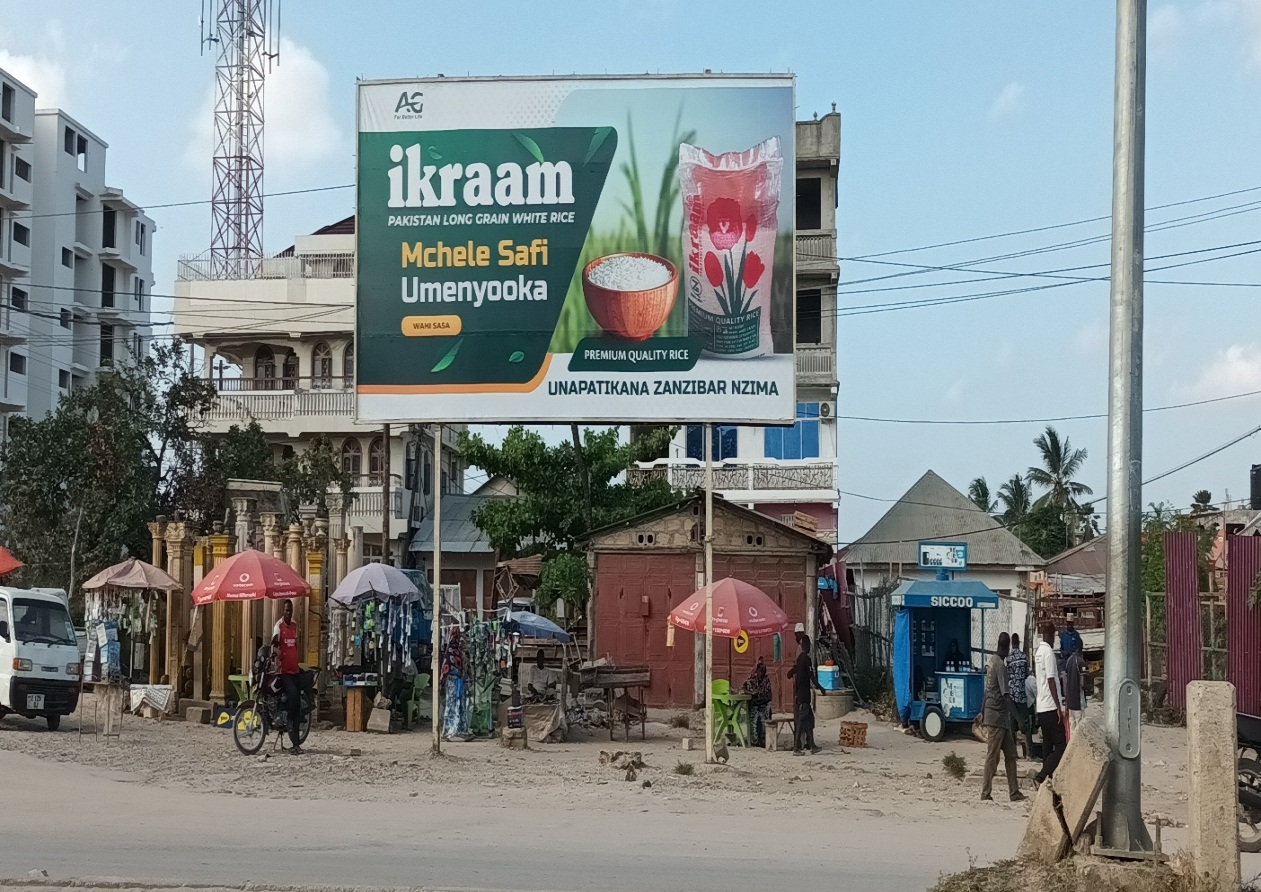 AG
For Better Life
ikraam
PAKISTAN LONG GRAIN WHITE RICE
Mchele Safi
Umenyooka
WAHI SASA
PREMIUM QUALITY RICE
UNAPATIKANA ZANZIBAR NZIMA
ikraam
PREMIUM QUALITY RICE
SICCOO